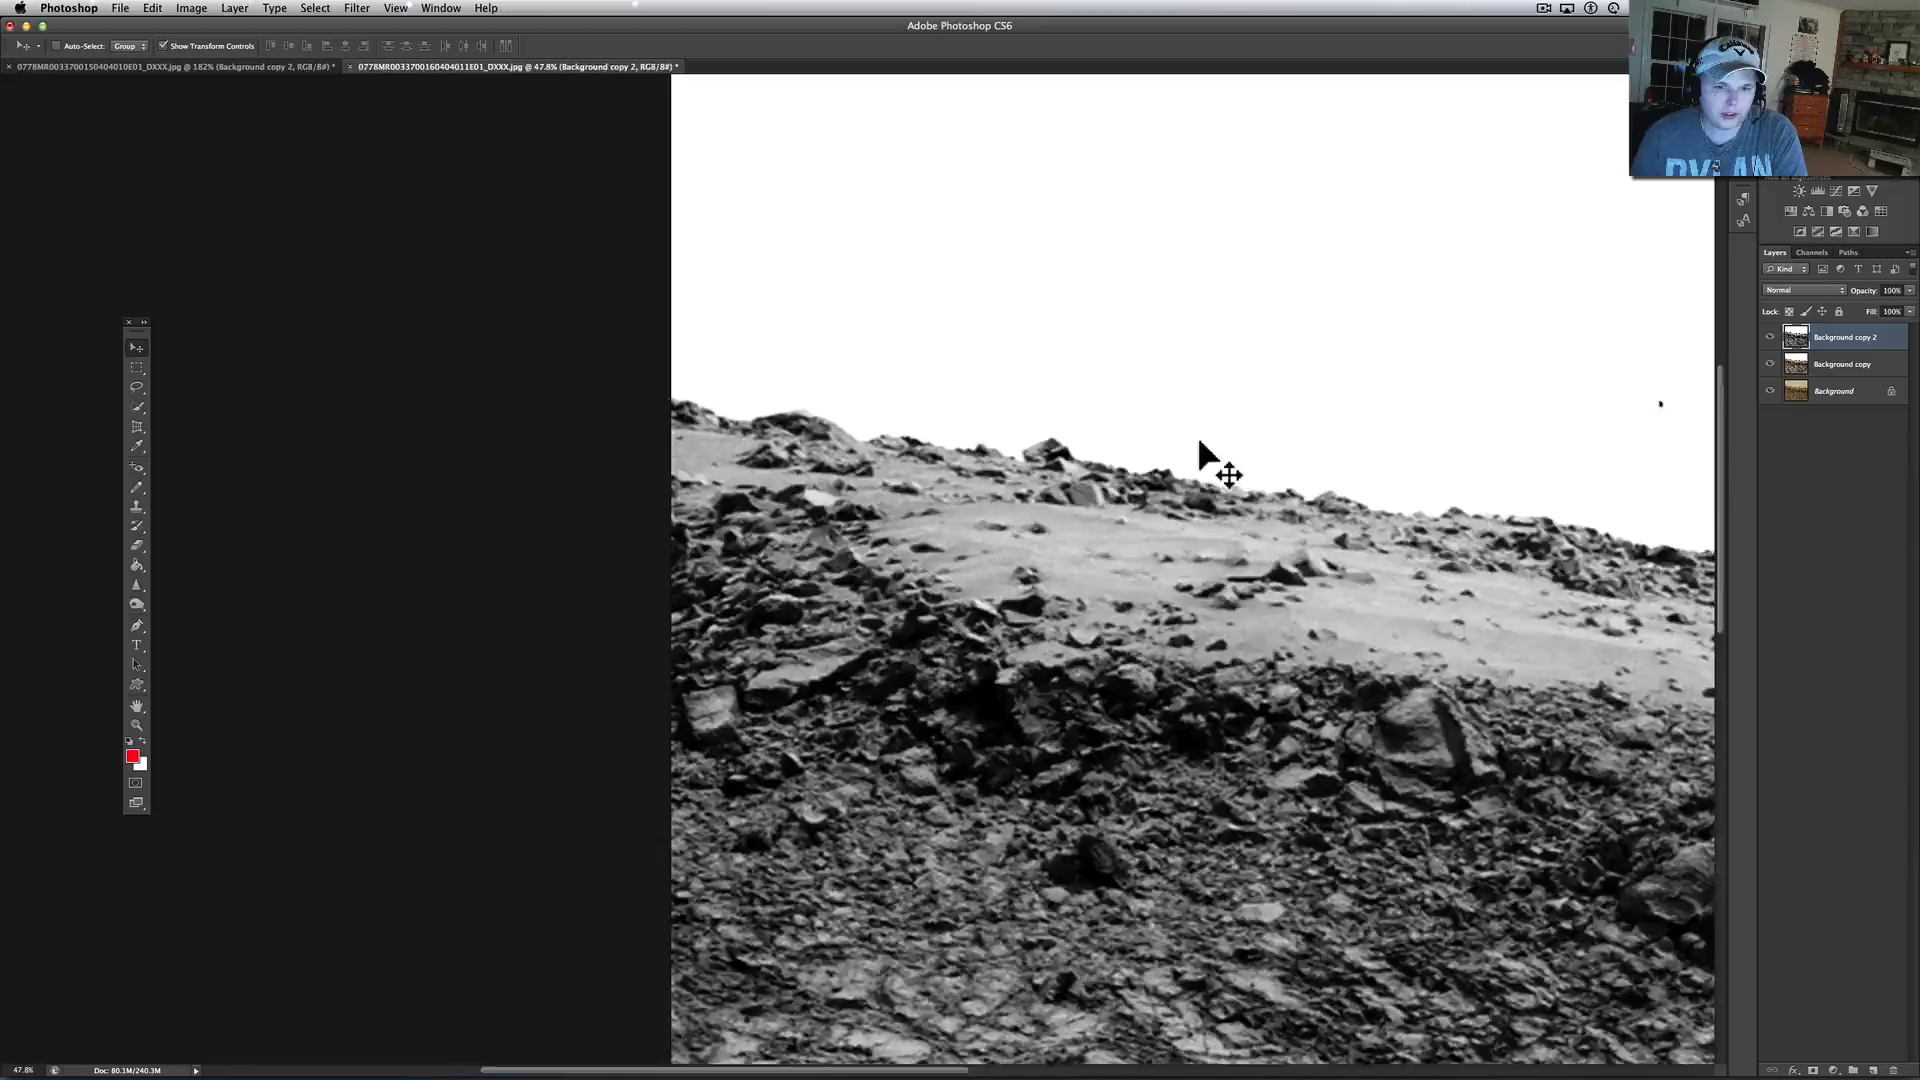 Photoshop File Edit Image Layer Type Select Filter View Window Help
Adobe Photoshop CS6
Auto-Select: Group Show Transform Controls
0778MR0033700150404010E01_DXXX.jpg @ 182% (Background copy 2, RGB/8#) * 0778MR0033700160404011E01_DXXX.jpg @ 47.8% (Background copy 2, RGB/8#) *
DYLAN
Layers Channels Paths
Kind
Normal Opacity: 100%
Lock: Fill: 100%
Background copy 2
Background copy
Background
47.8% Doc: 80.1M/240.3M